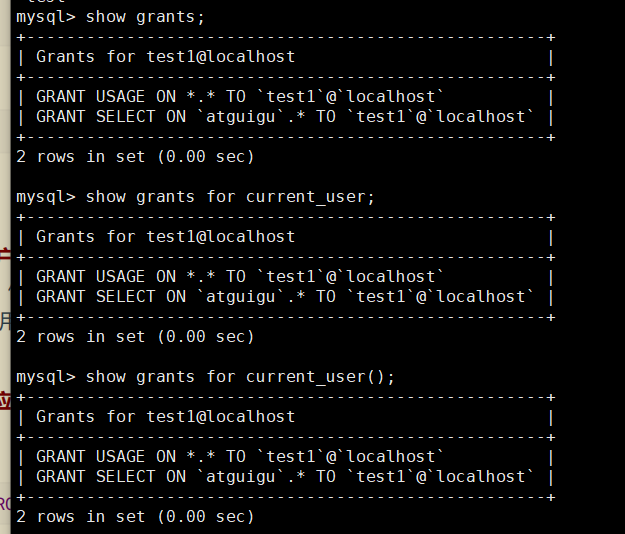 mysql> show grants;
+----------------------------------------------------+
| Grants for test1@localhost                         |
+----------------------------------------------------+
| GRANT USAGE ON *.* TO `test1`@`localhost`          |
| GRANT SELECT ON `atguigu`.* TO `test1`@`localhost` |
+----------------------------------------------------+
2 rows in set (0.00 sec)
mysql> show grants for current_user;
+----------------------------------------------------+
| Grants for test1@localhost                         |
+----------------------------------------------------+
| GRANT USAGE ON *.* TO `test1`@`localhost`          |
| GRANT SELECT ON `atguigu`.* TO `test1`@`localhost` |
+----------------------------------------------------+
2 rows in set (0.00 sec)
mysql> show grants for current_user();
+----------------------------------------------------+
| Grants for test1@localhost                         |
+----------------------------------------------------+
| GRANT USAGE ON *.* TO `test1`@`localhost`          |
| GRANT SELECT ON `atguigu`.* TO `test1`@`localhost` |
+----------------------------------------------------+
2 rows in set (0.00 sec)